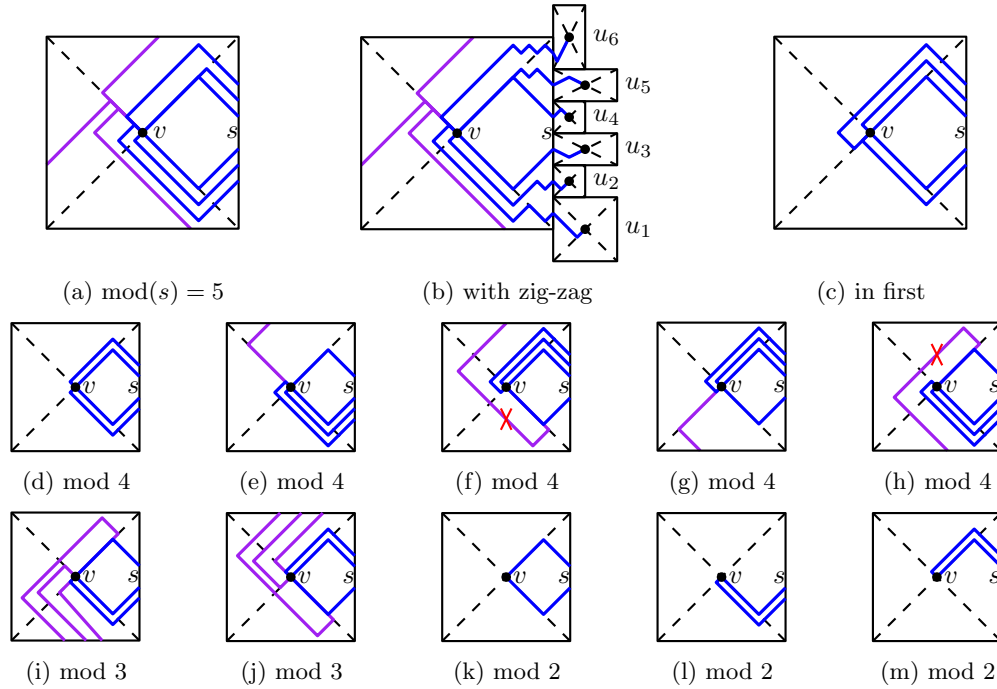 u6
u5
u4
u3
u2
u1
v s
v s
v
s
(a) mod(s) = 5
(b) with zig-zag
(c) in first
v s
v s
v s
v s
v s
(d) mod 4
(e) mod 4
(f) mod 4
(g) mod 4
(h) mod 4
v s
v s
v s
v s
v s
(i) mod 3
(j) mod 3
(k) mod 2
(l) mod 2
(m) mod 2